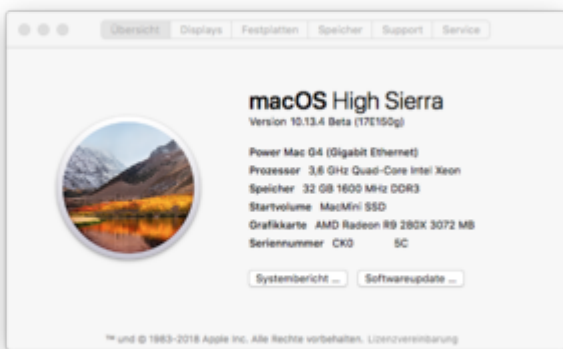 Übersicht Displays Festplatten Speicher Support Service
macOS High Sierra
Version 10.13.4 Beta (17E150g)
Power Mac G4 (Gigabit Ethernet)
Prozessor 3,6 GHz Quad-Core Intel Xeon
Speicher 32 GB 1600 MHz DDR3
Startvolume MacMini SSD
Grafikkarte AMD Radeon R9 280X 3072 MB
Seriennummer CK0 5C
Systembericht ... Softwareupdate ...
™ und © 1983-2018 Apple Inc. Alle Rechte vorbehalten. Lizenzvereinbarung